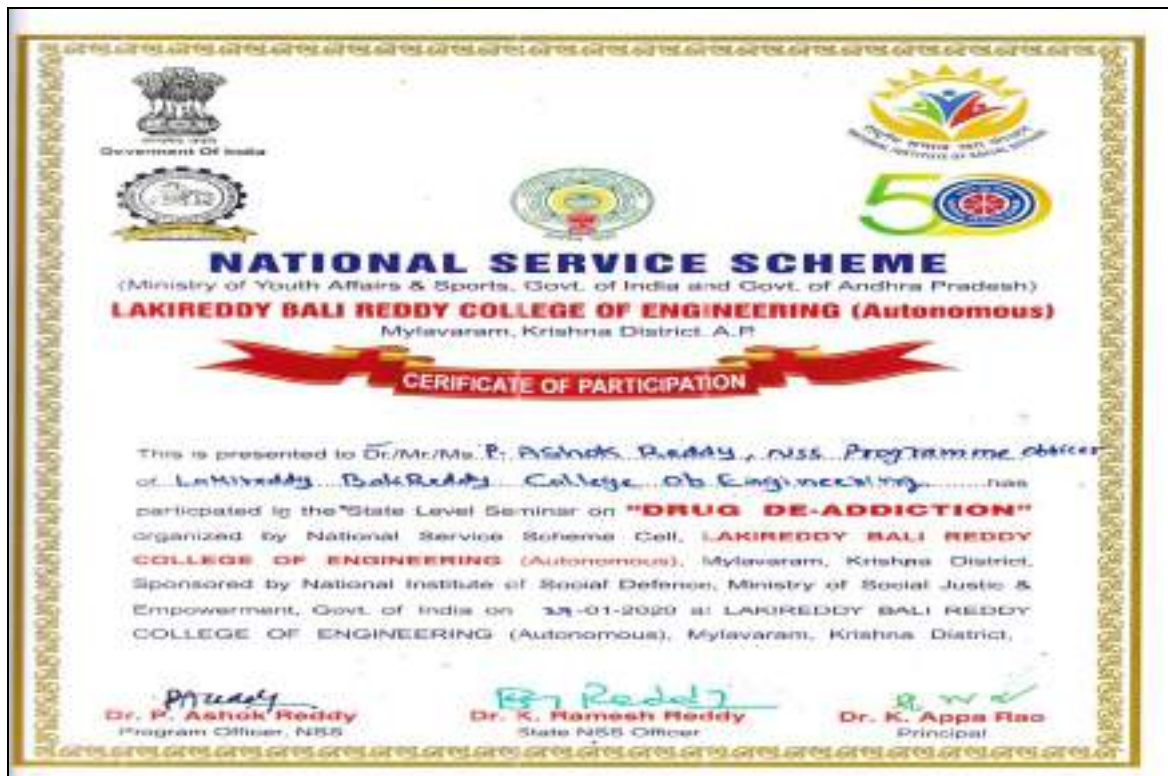 Government Of India
50
NATIONAL SERVICE SCHEME
(Ministry of Youth Affairs & Sports, Govt. of India and Govt. of Andhra Pradesh)
LAKIREDDY BALI REDDY COLLEGE OF ENGINEERING (Autonomous)
Mylavaram, Krishna District. A.P.
CERIFICATE OF PARTICIPATION
This is presented to Dr./Mr./Ms. P. Ashok Reddy, NSS Programme Officer
of Lakireddy BaliReddy College Of Engineering has
particpated in the "State Level Seminar on "DRUG DE-ADDICTION"
organized by National Service Scheme Cell, LAKIREDDY BALI REDDY
COLLEGE OF ENGINEERING (Autonomous), Mylavaram, Krishna District.
Sponsored by National Institute of Social Defence, Ministry of Social Justic &
Empowerment, Govt. of India on -01-2020 at LAKIREDDY BALI REDDY
COLLEGE OF ENGINEERING (Autonomous), Mylavaram, Krishna District.
Dr. P. Ashok Reddy Dr. K. Ramesh Reddy Dr. K. Appa Rao
Program Officer, NSS State NSS Officer Principal